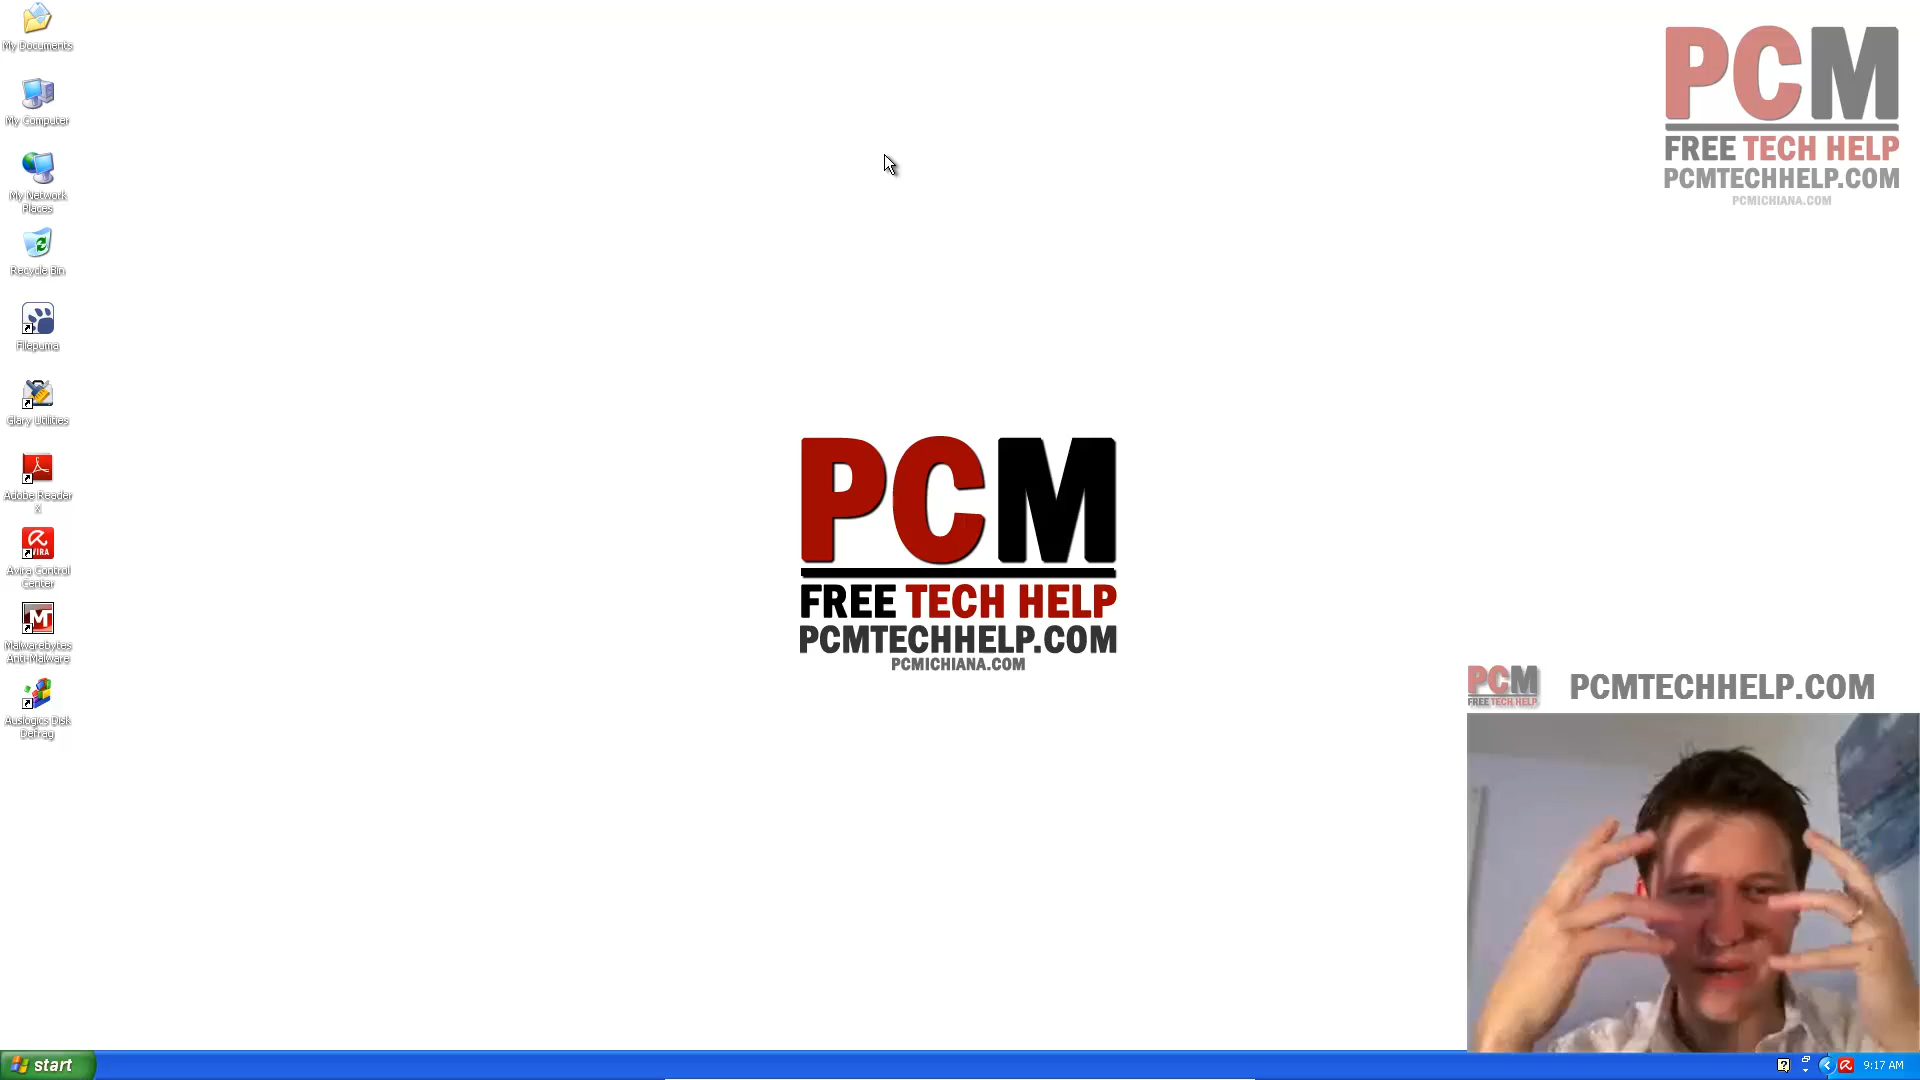 My Documents
My Computer
My Network
Places
Recycle Bin
Filepuma
Glary Utilities
Adobe Reader
X
AVIRA
Avira Control
Center
Malwarebytes
Anti-Malware
Auslogics Disk
Defrag
PCM
FREE TECH HELP
PCMTECHHELP.COM
PCMICHIANA.COM
PCM
FREE TECH HELP
PCMTECHHELP.COM
PCMICHIANA.COM
PCM
FREE TECH HELP
PCMTECHHELP.COM
start
9:17 AM